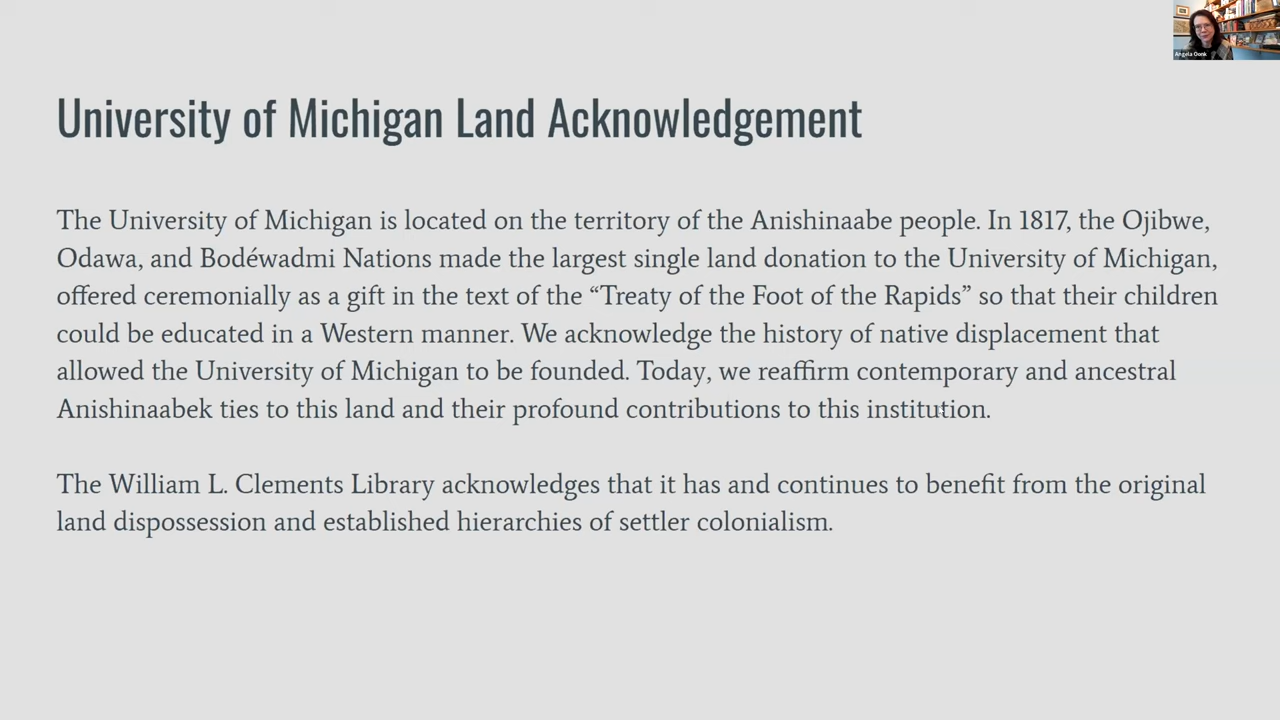 Angela Oonk
University of Michigan Land Acknowledgement
The University of Michigan is located on the territory of the Anishinaabe people. In 1817, the Ojibwe,
Odawa, and Bodéwadmi Nations made the largest single land donation to the University of Michigan,
offered ceremonially as a gift in the text of the “Treaty of the Foot of the Rapids” so that their children
could be educated in a Western manner. We acknowledge the history of native displacement that
allowed the University of Michigan to be founded. Today, we reaffirm contemporary and ancestral
Anishinaabek ties to this land and their profound contributions to this institution.
The William L. Clements Library acknowledges that it has and continues to benefit from the original
land dispossession and established hierarchies of settler colonialism.